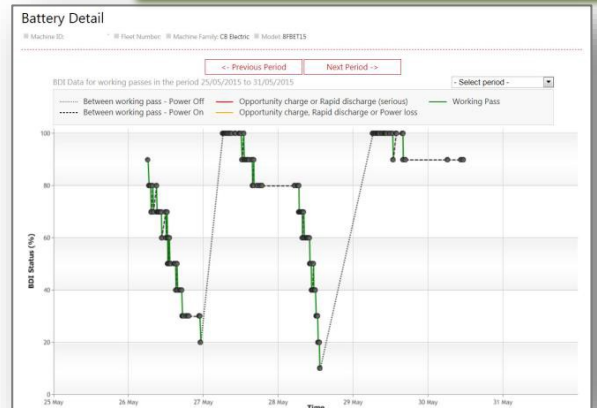 Battery Detail
Machine ID: Fleet Number: Machine Family: CB Electric Model: 8FBET15
<- Previous Period Next Period ->
BDI Data for working passes in the period 25/05/2015 to 31/05/2015 - Select period -
Between working pass - Power Off Opportunity charge or Rapid discharge (serious) Working Pass
Between working pass - Power On Opportunity charge, Rapid discharge or Power loss
100
80
60
40
20
0
BDI Status (%)
25 May 26 May 27 May 28 May 29 May 30 May 31 May
Time